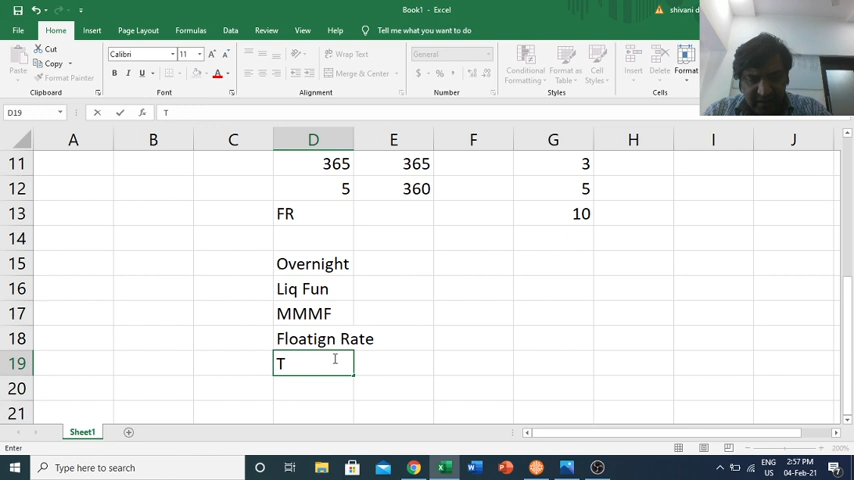 Book1 - Excel
shivani d
File Home Insert Page Layout Formulas Data Review View Help Tell me what you want to do
Cut
Copy
Format Painter
Paste
Clipboard
Calibri 11
B I U
Font
Wrap Text
Merge & Center
Alignment
General
$ % ,
Number
Conditional Formatting
Format as Table
Cell Styles
Styles
Insert Delete Format
Cells
D19 fx T
A B C D E F G H I J
11 365 365 3
12 5 360 5
13 FR 10
14
15 Overnight
16 Liq Fun
17 MMMF
18 Floatign Rate
19 T
20
21
Sheet1
Enter 200%
Type here to search
ENG US
2:57 PM
04-Feb-21